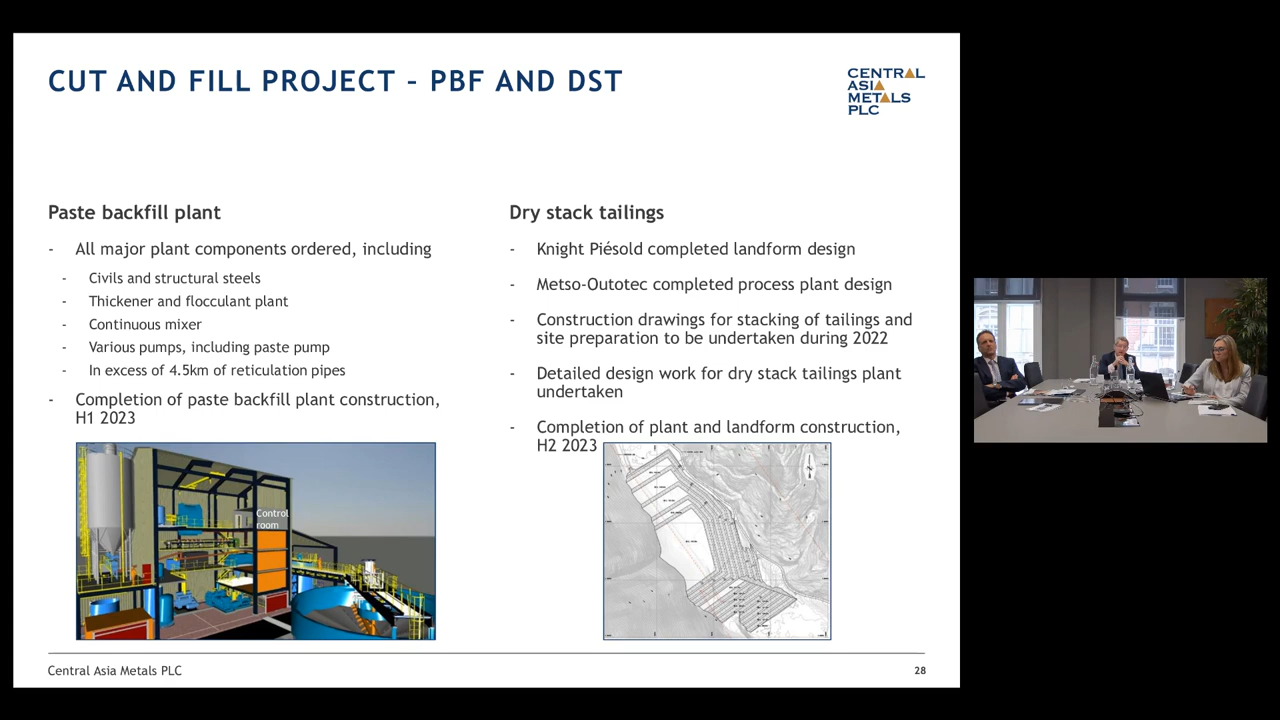 CUT AND FILL PROJECT – PBF AND DST
CENTRAL
ASIA
METALS
PLC
Paste backfill plant
- All major plant components ordered, including
- Civils and structural steels
- Thickener and flocculant plant
- Continuous mixer
- Various pumps, including paste pump
- In excess of 4.5km of reticulation pipes
- Completion of paste backfill plant construction,
H1 2023
Control
room
Dry stack tailings
- Knight Piésold completed landform design
- Metso-Outotec completed process plant design
- Construction drawings for stacking of tailings and
site preparation to be undertaken during 2022
- Detailed design work for dry stack tailings plant
undertaken
- Completion of plant and landform construction,
H2 2023
Central Asia Metals PLC
28